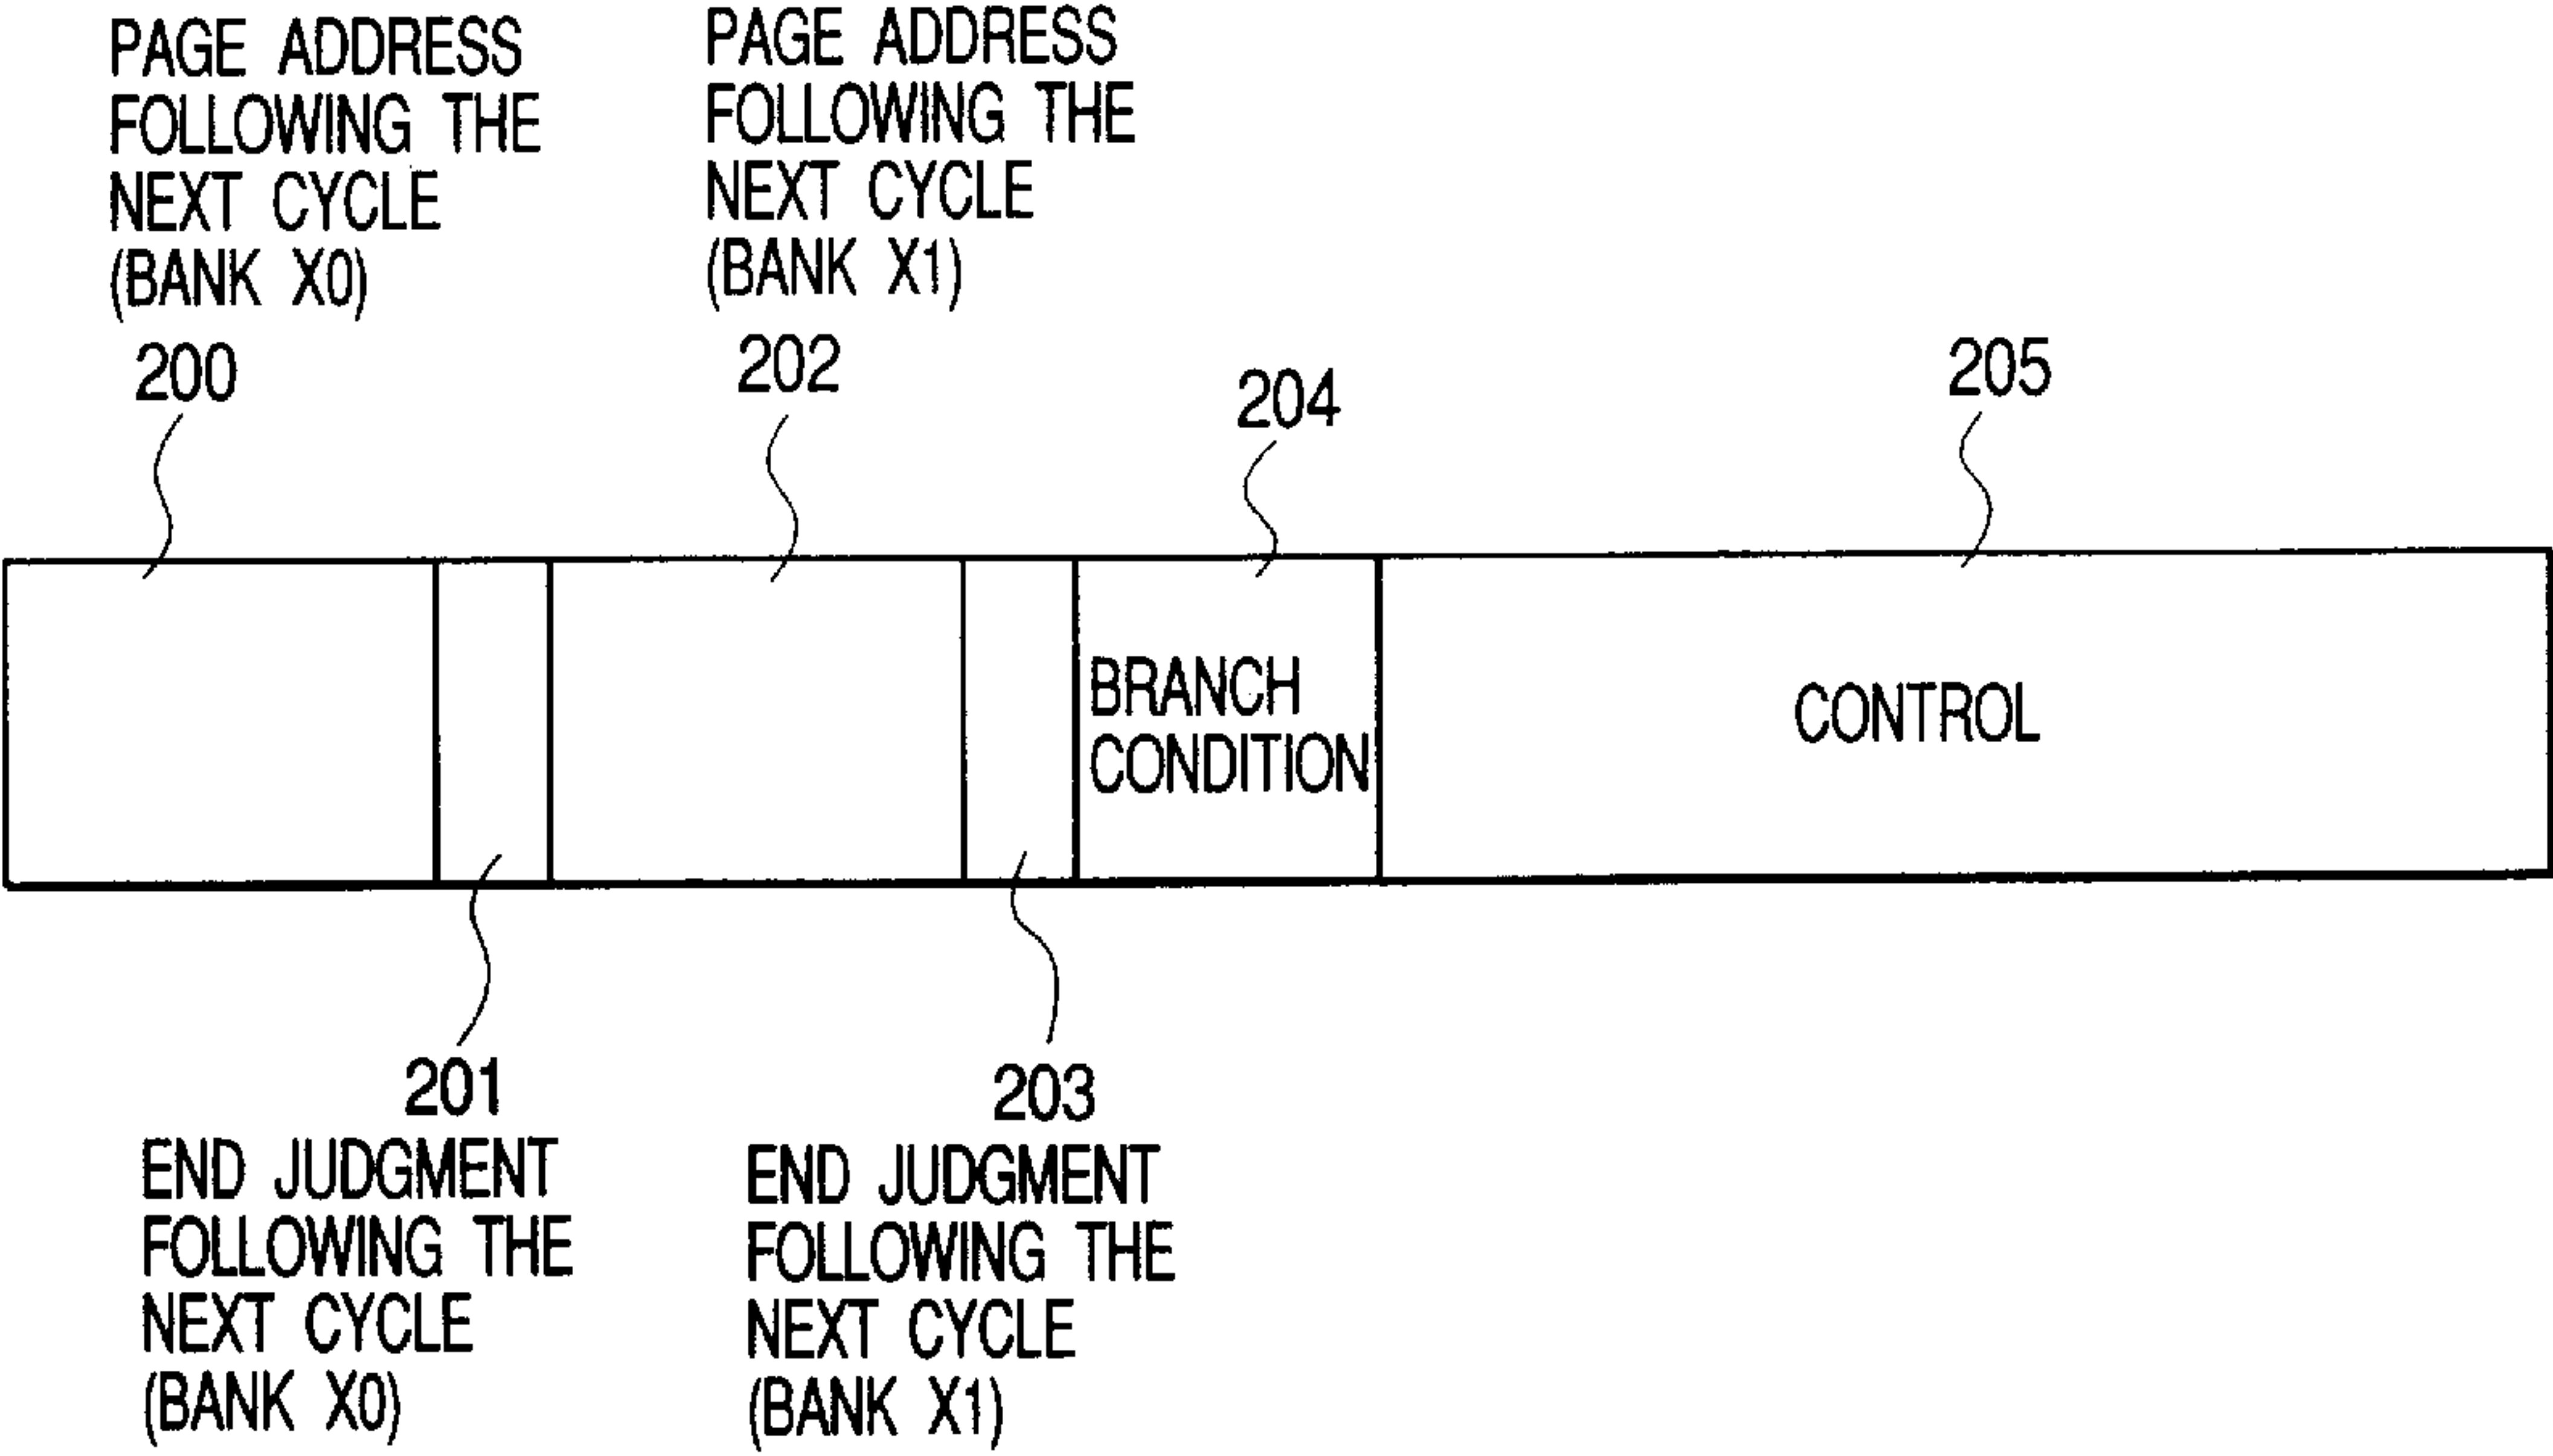 PAGE ADDRESS
FOLLOWING THE
NEXT CYCLE
(BANK X0)
200
PAGE ADDRESS
FOLLOWING THE
NEXT CYCLE
(BANK X1)
202
204
205
BRANCH
CONDITION
CONTROL
201
END JUDGMENT
FOLLOWING THE
NEXT CYCLE
(BANK X0)
203
END JUDGMENT
FOLLOWING THE
NEXT CYCLE
(BANK X1)